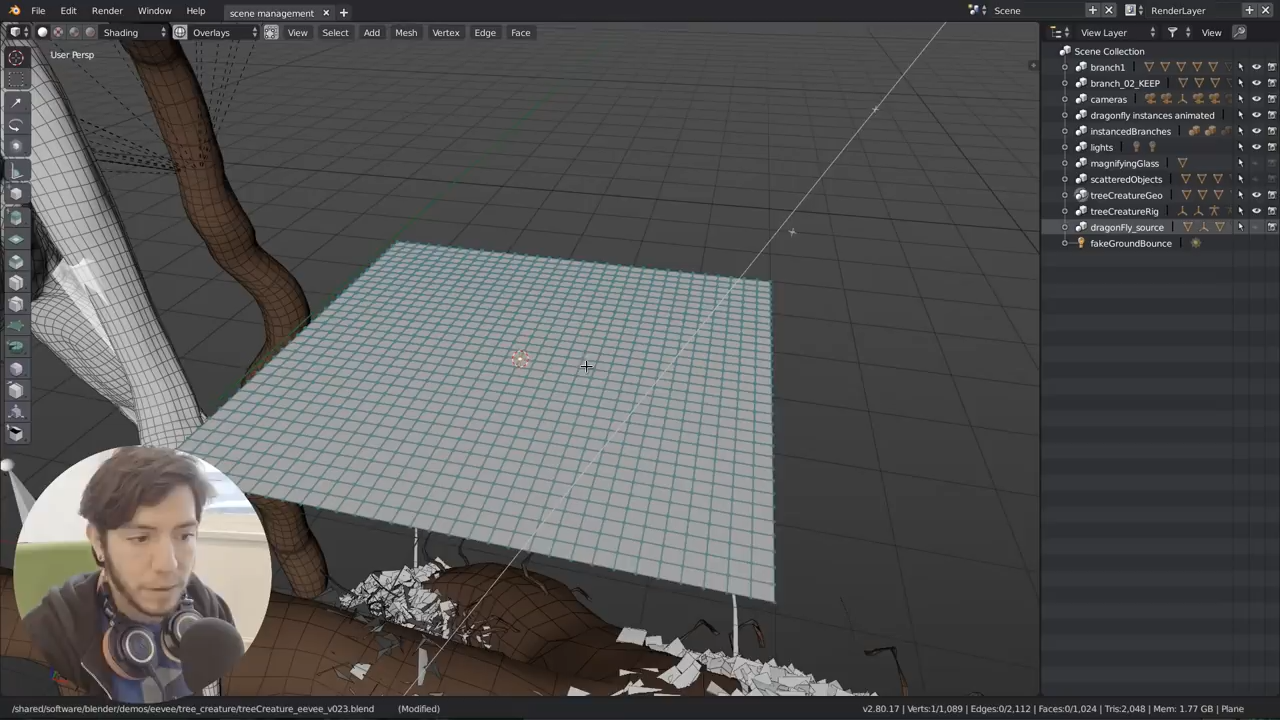 File Edit Render Window Help scene management Scene RenderLayer
Shading Overlays View Select Add Mesh Vertex Edge Face View Layer View
User Persp
Scene Collection
branch1
branch_02_KEEP
cameras
dragonfly instances animated
instancedBranches
lights
magnifyingGlass
scatteredObjects
treeCreatureGeo
treeCreatureRig
dragonFly_source
fakeGroundBounce
/shared/software/blender/demos/eevee/tree_creature/treeCreature_eevee_v023.blend (Modified) v2.80.17 | Verts:1/1,089 | Edges:0/2,112 | Faces:0/1,024 | Tris:2,048 | Mem: 1.77 GB | Plane